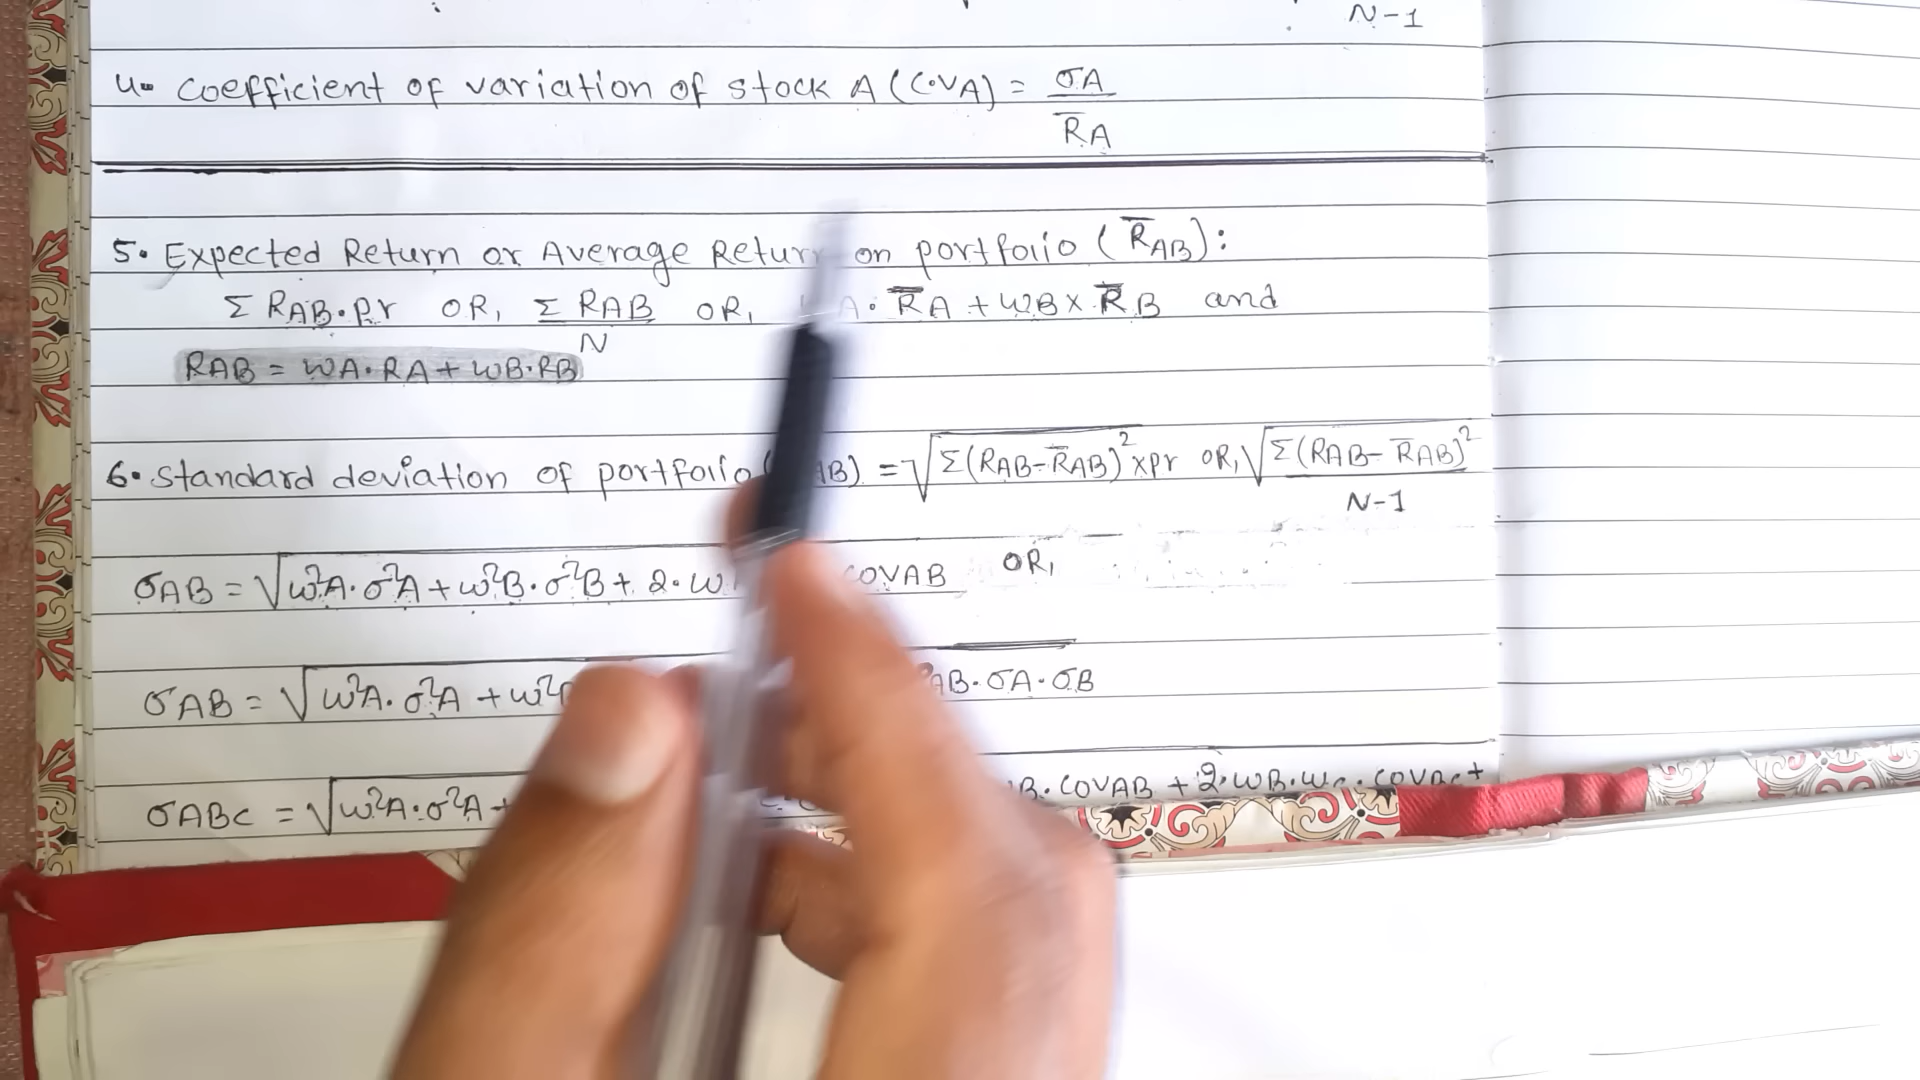 N-1
4. Coefficient of variation of stock A (C.VA) = σA / R̅A
5. Expected Return or Average Return on portfolio (R̅AB):
Σ RAB.Pr OR, Σ RAB / N OR, A. R̅A + WB x R̅B and
RAB = WA.RA + WB.RB
6. Standard deviation of portfolio ( AB) = √Σ(RAB-R̅AB)² xPr OR, √Σ(RAB- R̅AB)² / N-1
σAB = √W²A.σ²A + W²B.σ²B + 2.W COVAB OR,
σAB = √W²A.σ²A + W² AB.σA.σB
σABC = √W²A.σ²A + B.COVAB + 2.WB.WC.COVBC+